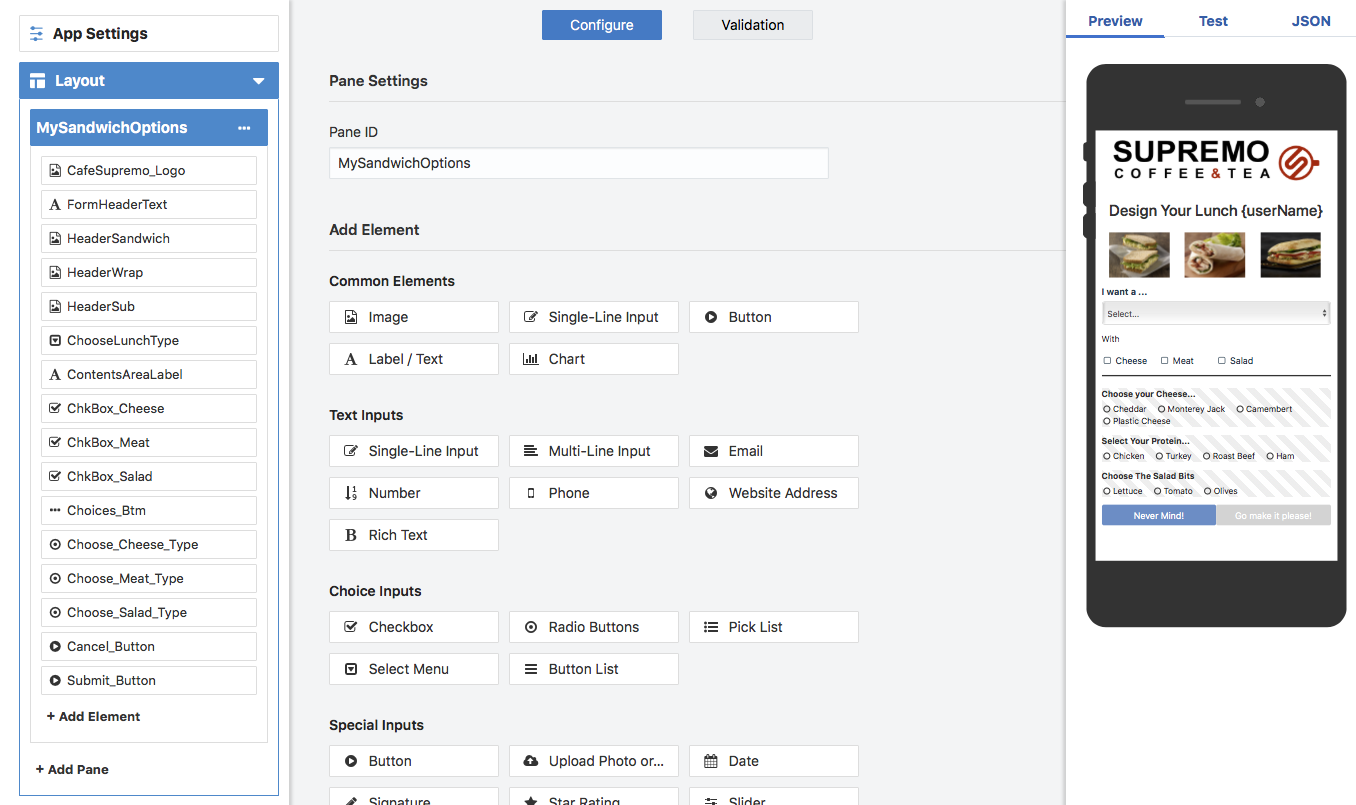 App Settings
Layout
MySandwichOptions
CafeSupremo_Logo
FormHeaderText
HeaderSandwich
HeaderWrap
HeaderSub
ChooseLunchType
ContentsAreaLabel
ChkBox_Cheese
ChkBox_Meat
ChkBox_Salad
Choices_Btm
Choose_Cheese_Type
Choose_Meat_Type
Choose_Salad_Type
Cancel_Button
Submit_Button
+ Add Element
+ Add Pane
Configure Validation
Pane Settings
Pane ID
MySandwichOptions
Add Element
Common Elements
Image Single-Line Input Button
Label / Text Chart
Text Inputs
Single-Line Input Multi-Line Input Email
Number Phone Website Address
Rich Text
Choice Inputs
Checkbox Radio Buttons Pick List
Select Menu Button List
Special Inputs
Button Upload Photo or... Date
Signature Star Rating Slider
Preview Test JSON
SUPREMO
COFFEE&TEA
Design Your Lunch {userName}
I want a ...
Select...
With
Cheese Meat Salad
Choose your Cheese...
Cheddar Monterey Jack Camembert
Plastic Cheese
Select Your Protein...
Chicken Turkey Roast Beef Ham
Choose The Salad Bits
Lettuce Tomato Olives
Never Mind! Go make it please!